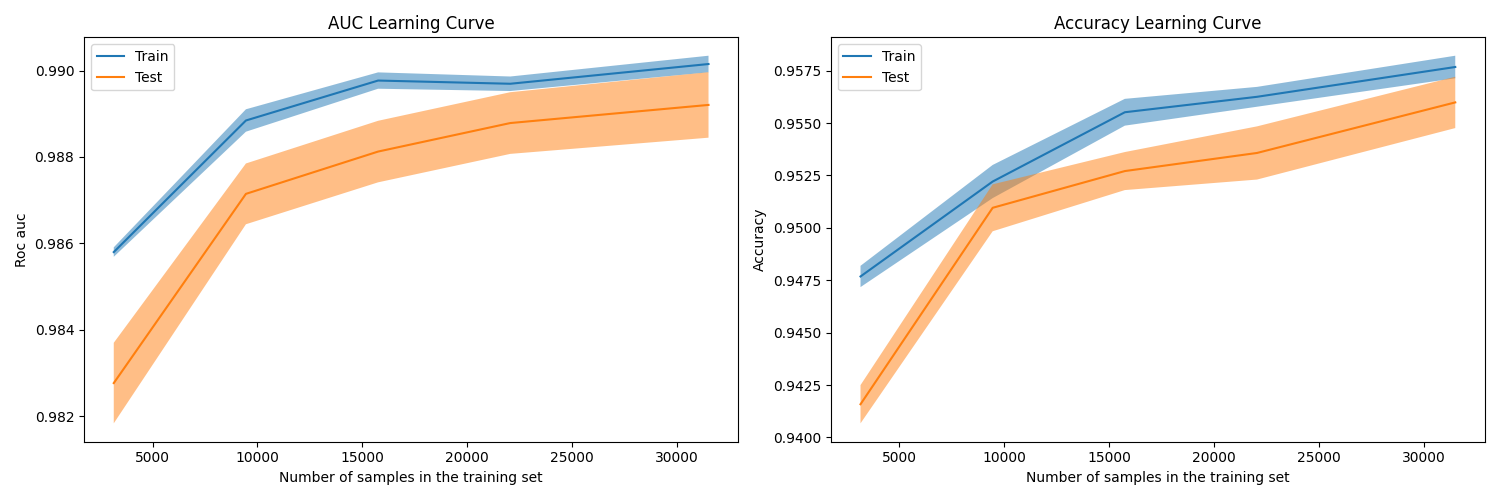 AUC Learning Curve
Train
Test
0.990
0.988
0.986
0.984
0.982
Roc auc
5000 10000 15000 20000 25000 30000
Number of samples in the training set
Accuracy Learning Curve
Train
Test
0.9575
0.9550
0.9525
0.9500
0.9475
0.9450
0.9425
0.9400
Accuracy
5000 10000 15000 20000 25000 30000
Number of samples in the training set